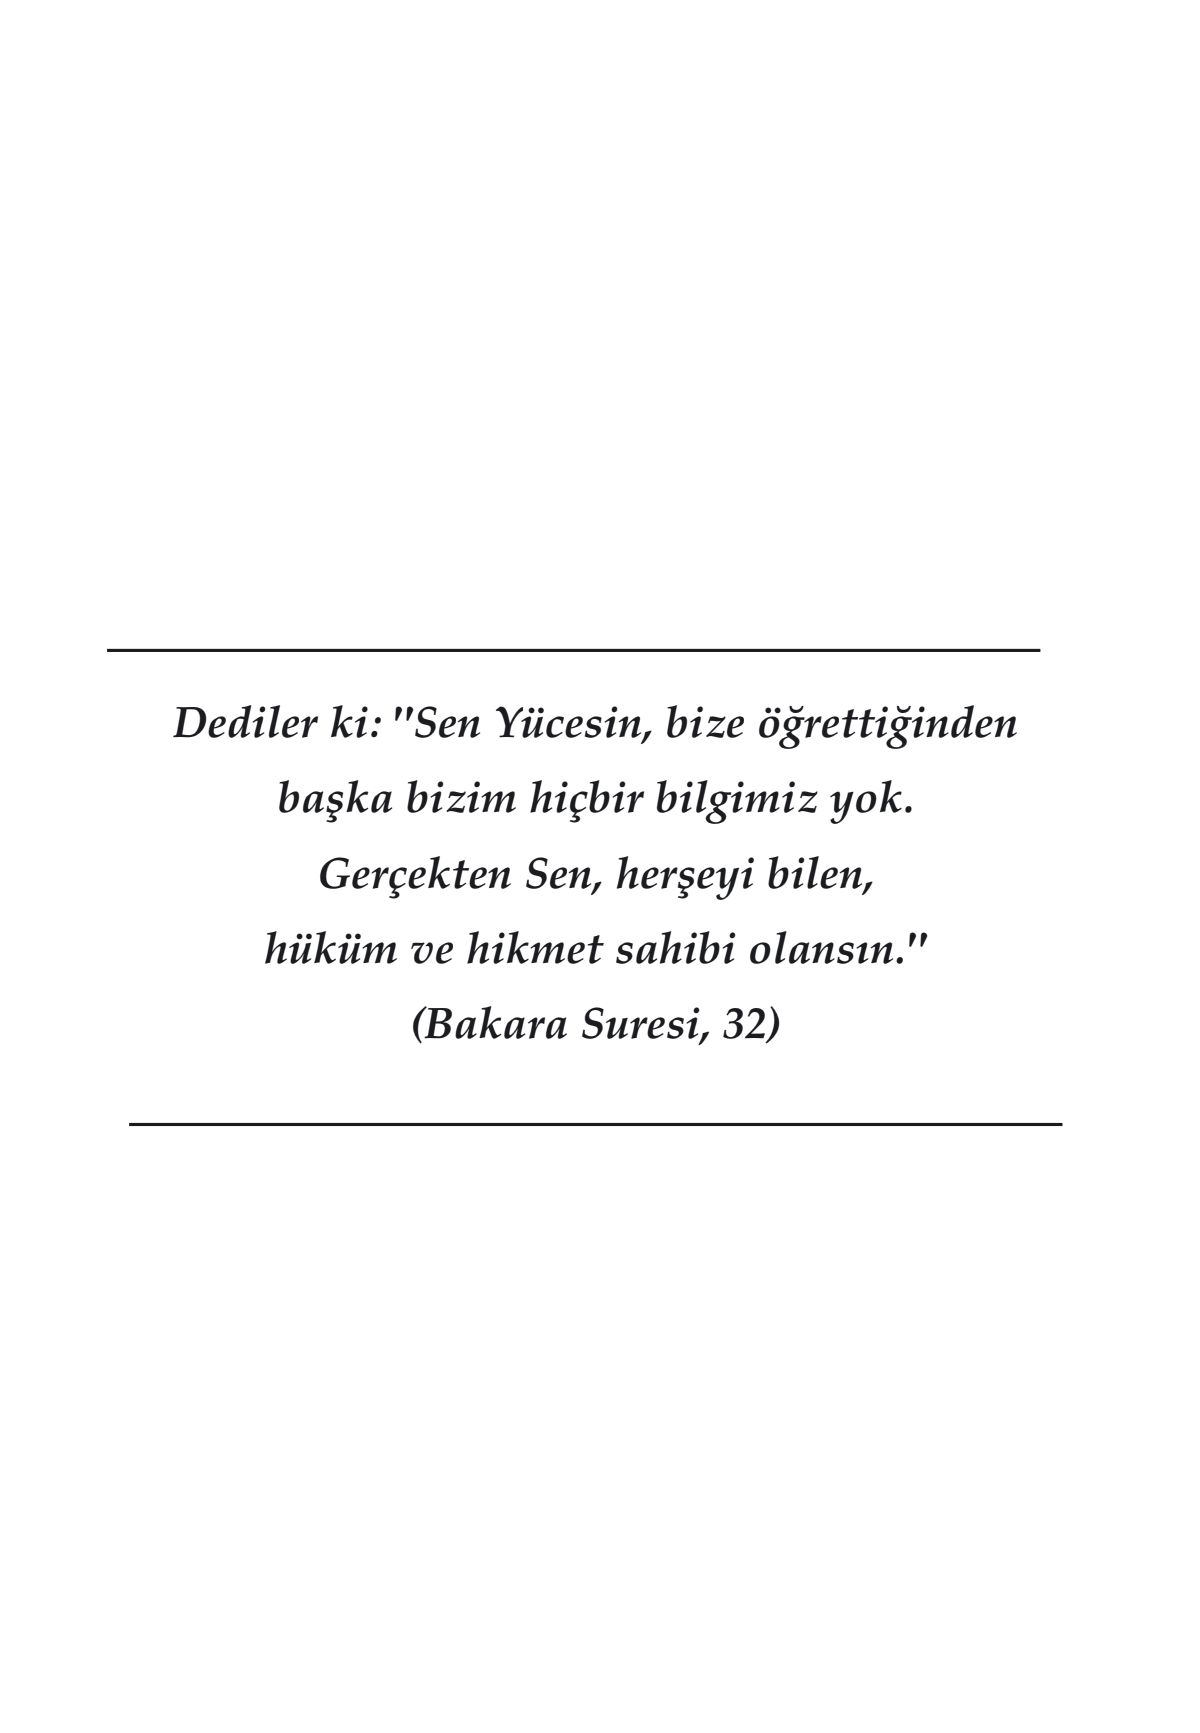 Dediler ki: "Sen Yücesin, bize öğrettiğinden
başka bizim hiçbir bilgimiz yok.
Gerçekten Sen, herşeyi bilen,
hüküm ve hikmet sahibi olansın."
(Bakara Suresi, 32)